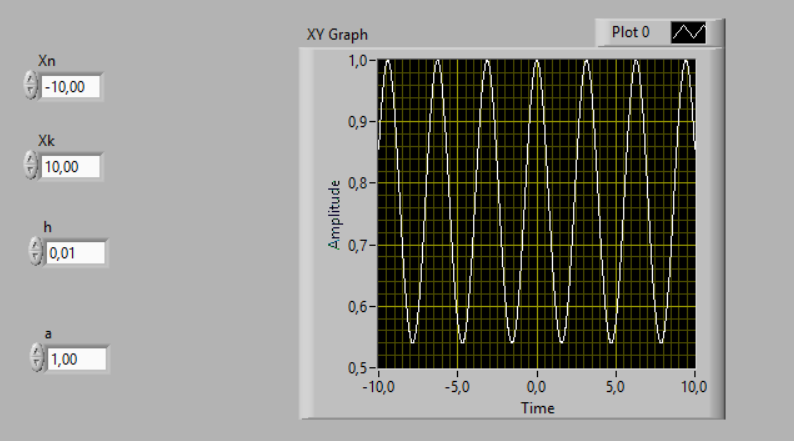 Xn
-10,00
Xk
10,00
h
0,01
a
1,00
XY Graph
Plot 0
Amplitude
1,0
0,9
0,8
0,7
0,6
0,5
-10,0 -5,0 0,0 5,0 10,0
Time